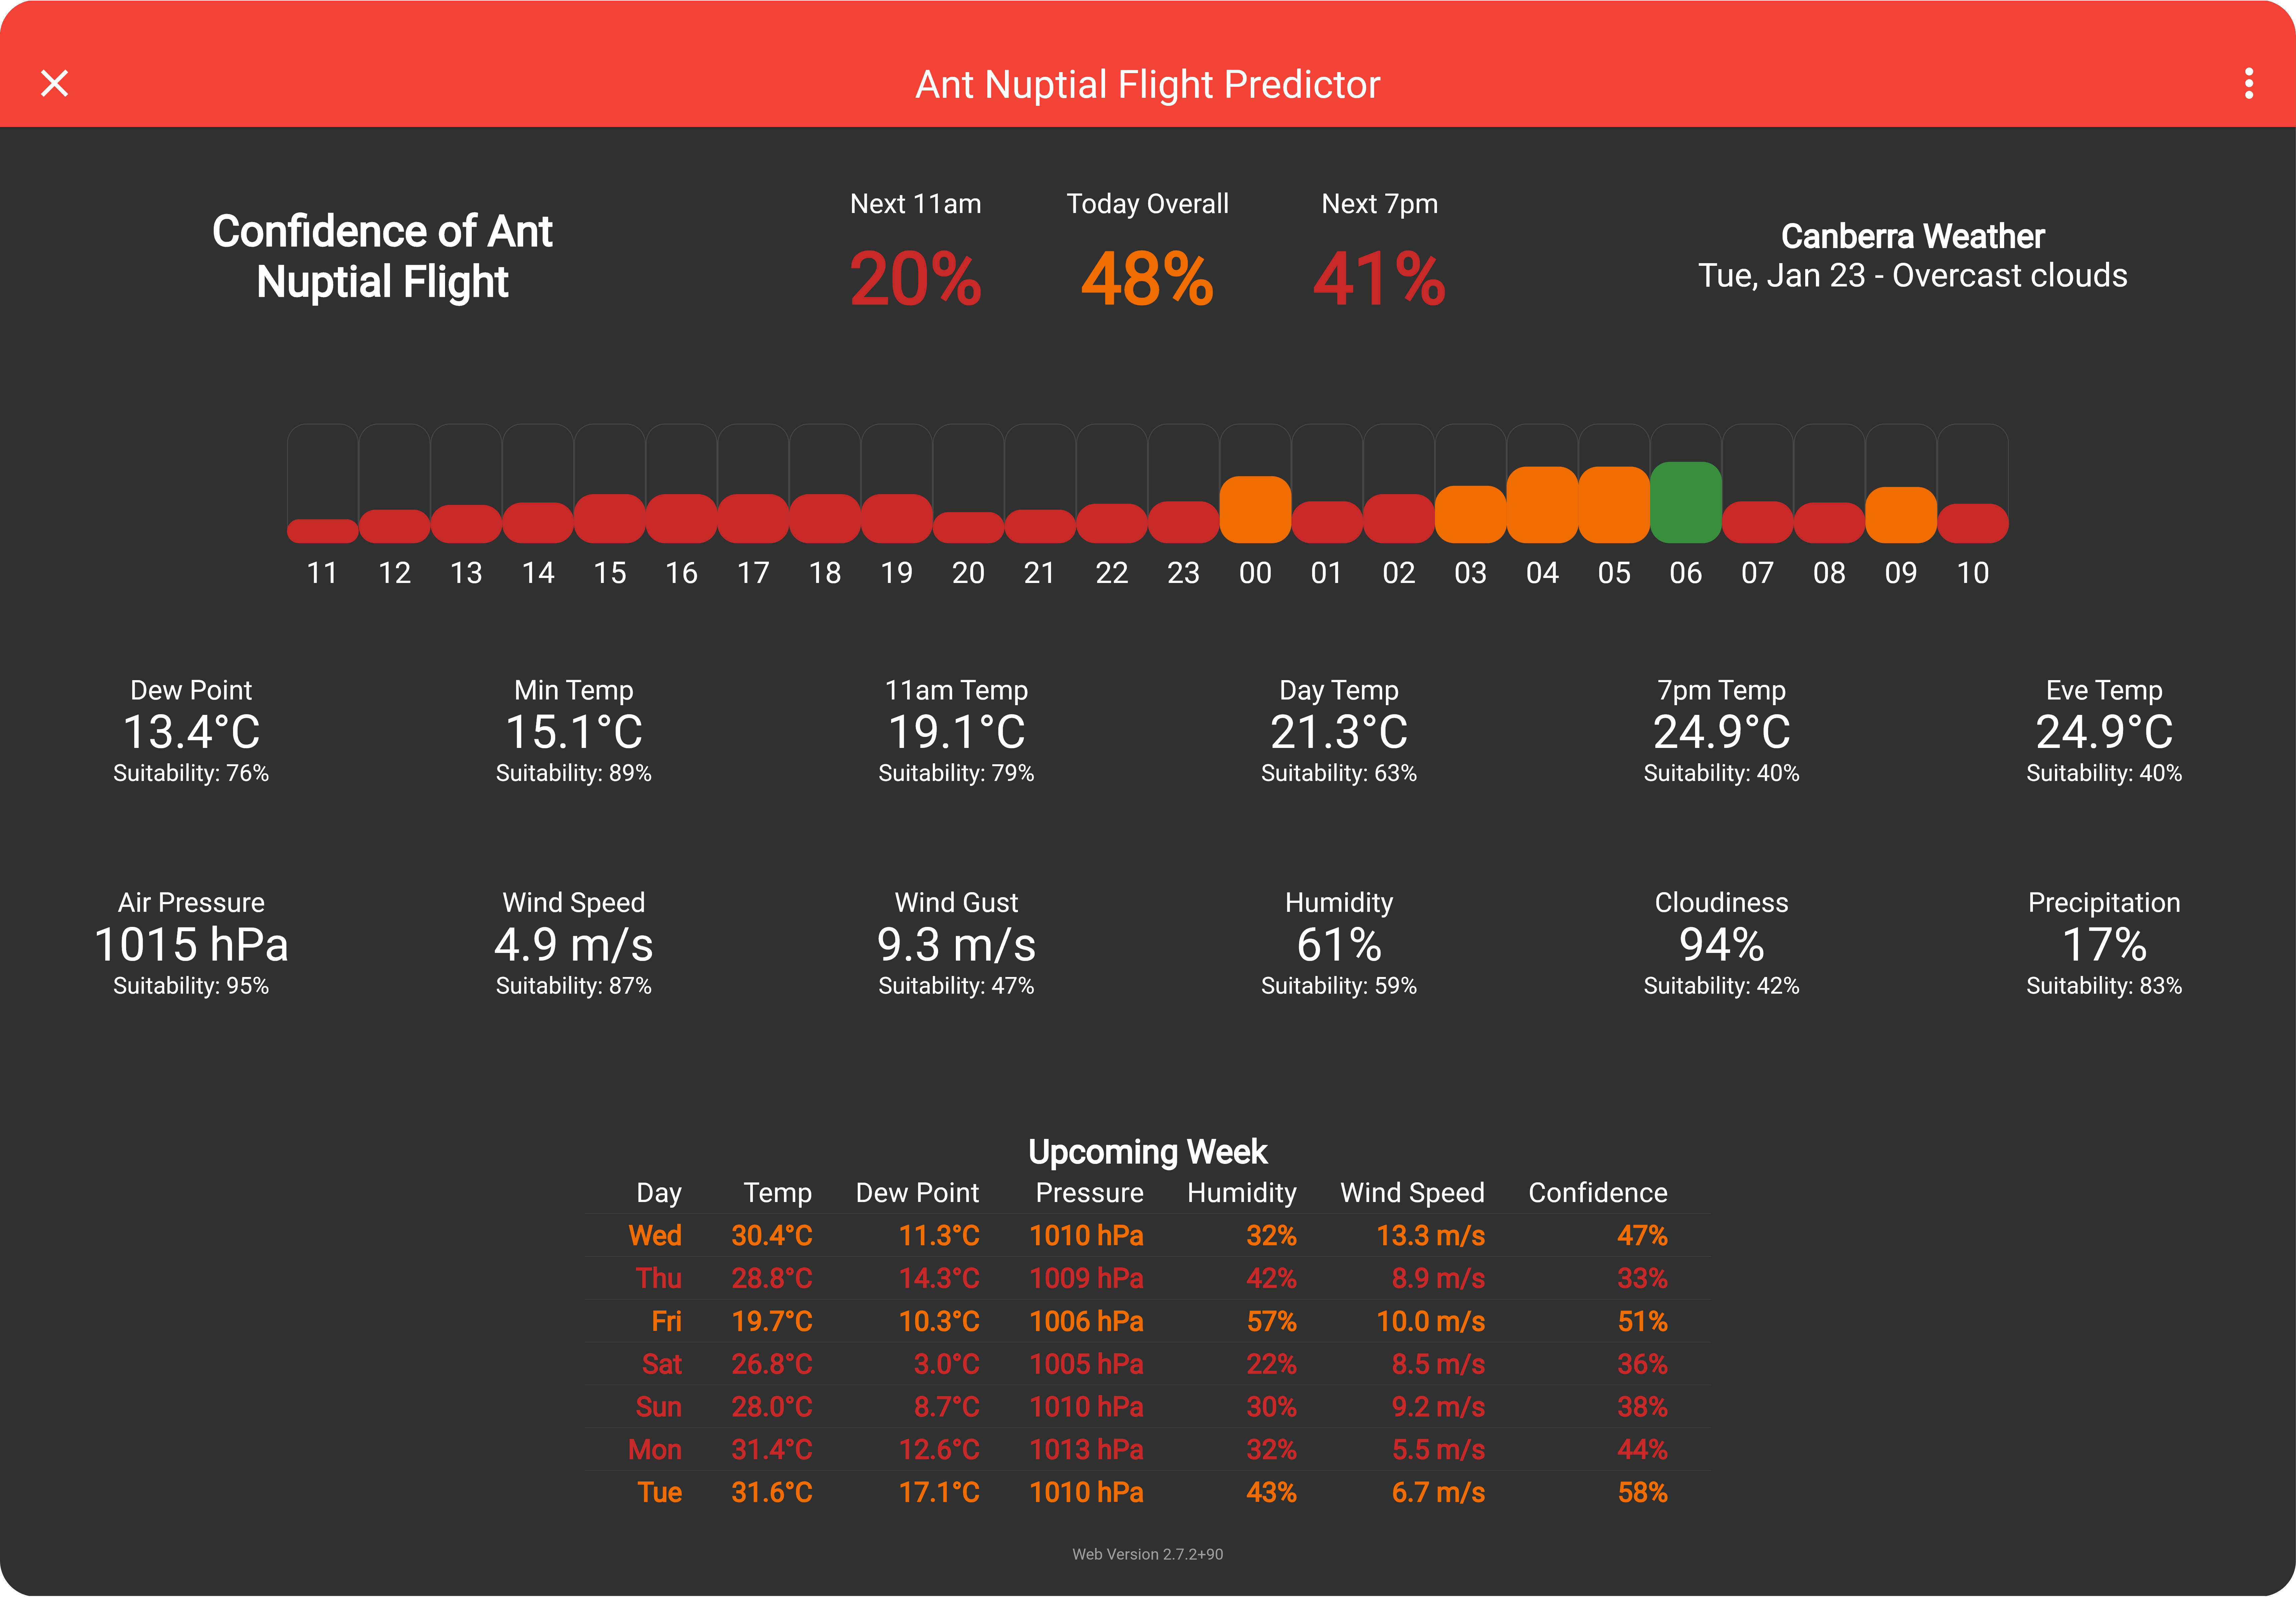 Ant Nuptial Flight Predictor
Confidence of Ant
Nuptial Flight
Next 11am Today Overall Next 7pm
20% 48% 41%
Canberra Weather
Tue, Jan 23 - Overcast clouds
11 12 13 14 15 16 17 18 19 20 21 22 23 00 01 02 03 04 05 06 07 08 09 10
Dew Point Min Temp 11am Temp Day Temp 7pm Temp Eve Temp
13.4°C 15.1°C 19.1°C 21.3°C 24.9°C 24.9°C
Suitability: 76% Suitability: 89% Suitability: 79% Suitability: 63% Suitability: 40% Suitability: 40%
Air Pressure Wind Speed Wind Gust Humidity Cloudiness Precipitation
1015 hPa 4.9 m/s 9.3 m/s 61% 94% 17%
Suitability: 95% Suitability: 87% Suitability: 47% Suitability: 59% Suitability: 42% Suitability: 83%
Upcoming Week
Day Temp Dew Point Pressure Humidity Wind Speed Confidence
Wed 30.4°C 11.3°C 1010 hPa 32% 13.3 m/s 47%
Thu 28.8°C 14.3°C 1009 hPa 42% 8.9 m/s 33%
Fri 19.7°C 10.3°C 1006 hPa 57% 10.0 m/s 51%
Sat 26.8°C 3.0°C 1005 hPa 22% 8.5 m/s 36%
Sun 28.0°C 8.7°C 1010 hPa 30% 9.2 m/s 38%
Mon 31.4°C 12.6°C 1013 hPa 32% 5.5 m/s 44%
Tue 31.6°C 17.1°C 1010 hPa 43% 6.7 m/s 58%
Web Version 2.7.2+90